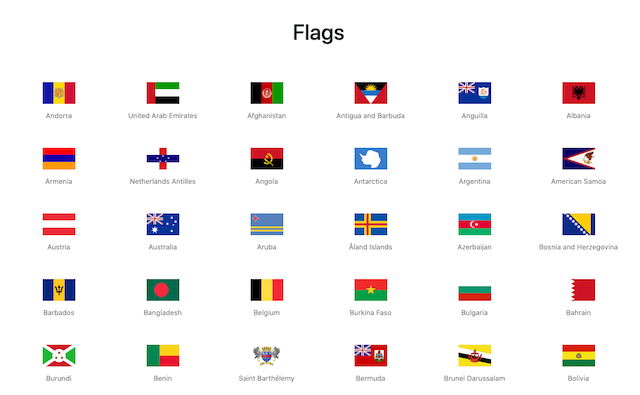 Flags
Andorra
United Arab Emirates
Afghanistan
Antigua and Barbuda
Anguilla
Albania
Armenia
Netherlands Antilles
Angola
Antarctica
Argentina
American Samoa
Austria
Australia
Aruba
Åland Islands
Azerbaijan
Bosnia and Herzegovina
Barbados
Bangladesh
Belgium
Burkina Faso
Bulgaria
Bahrain
Burundi
Benin
Saint Barthélemy
Bermuda
Brunei Darussalam
Bolivia